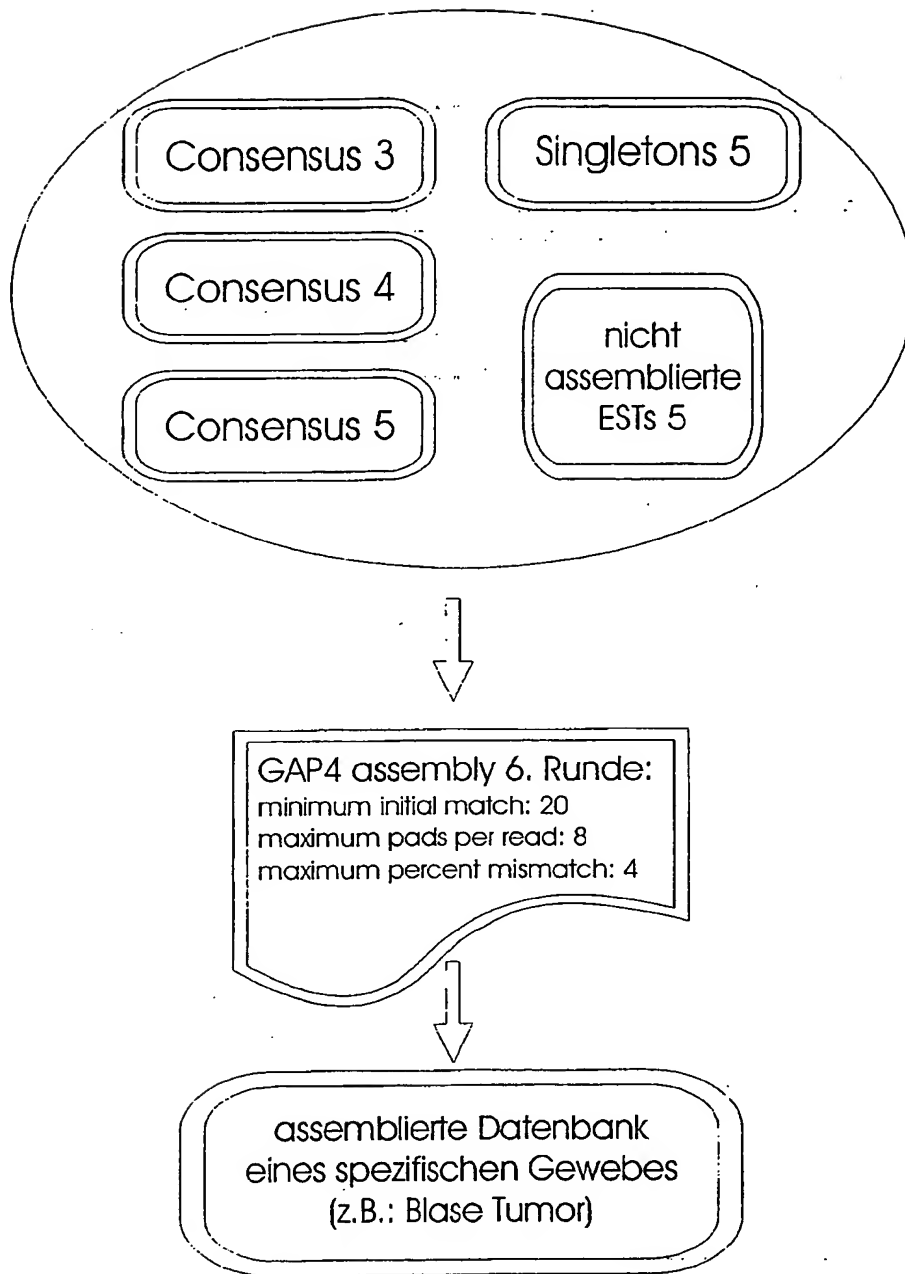 Consensus 3
Singletons 5
Consensus 4
nicht
assemblierte
ESTs 5
Consensus 5
GAP4 assembly 6. Runde:
minimum initial match: 20
maximum pads per read: 8
maximum percent mismatch: 4
assemblierte Datenbank
eines spezifischen Gewebes
(z.B.: Blase Tumor)